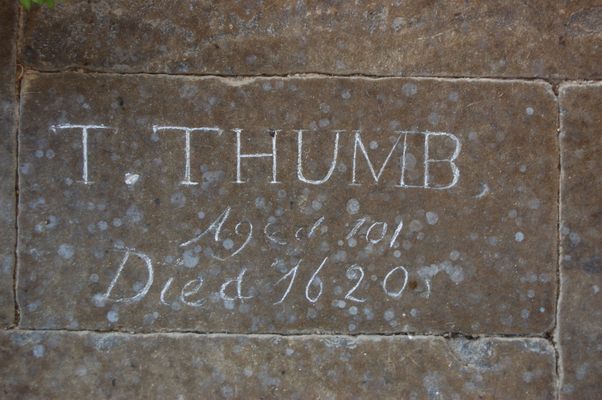 T. THUMB
Aged 101
Died 1620